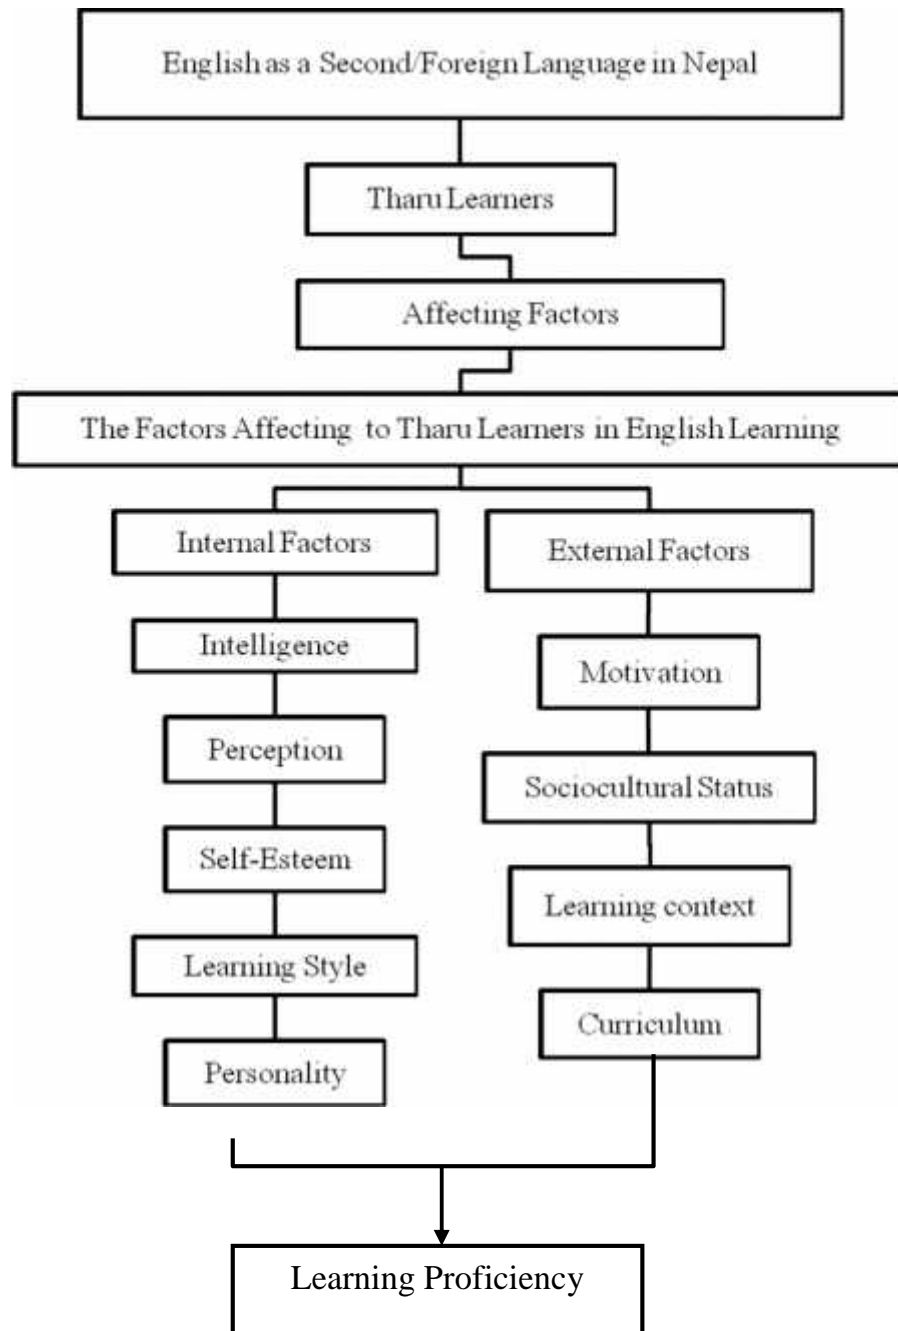 English as a Second/Foreign Language in Nepal
Tharu Learners
Affecting Factors
The Factors Affecting to Tharu Learners in English Learning
Internal Factors
Intelligence
Perception
Self-Esteem
Learning Style
Personality
External Factors
Motivation
Sociocultural Status
Learning context
Curriculum
Learning Proficiency